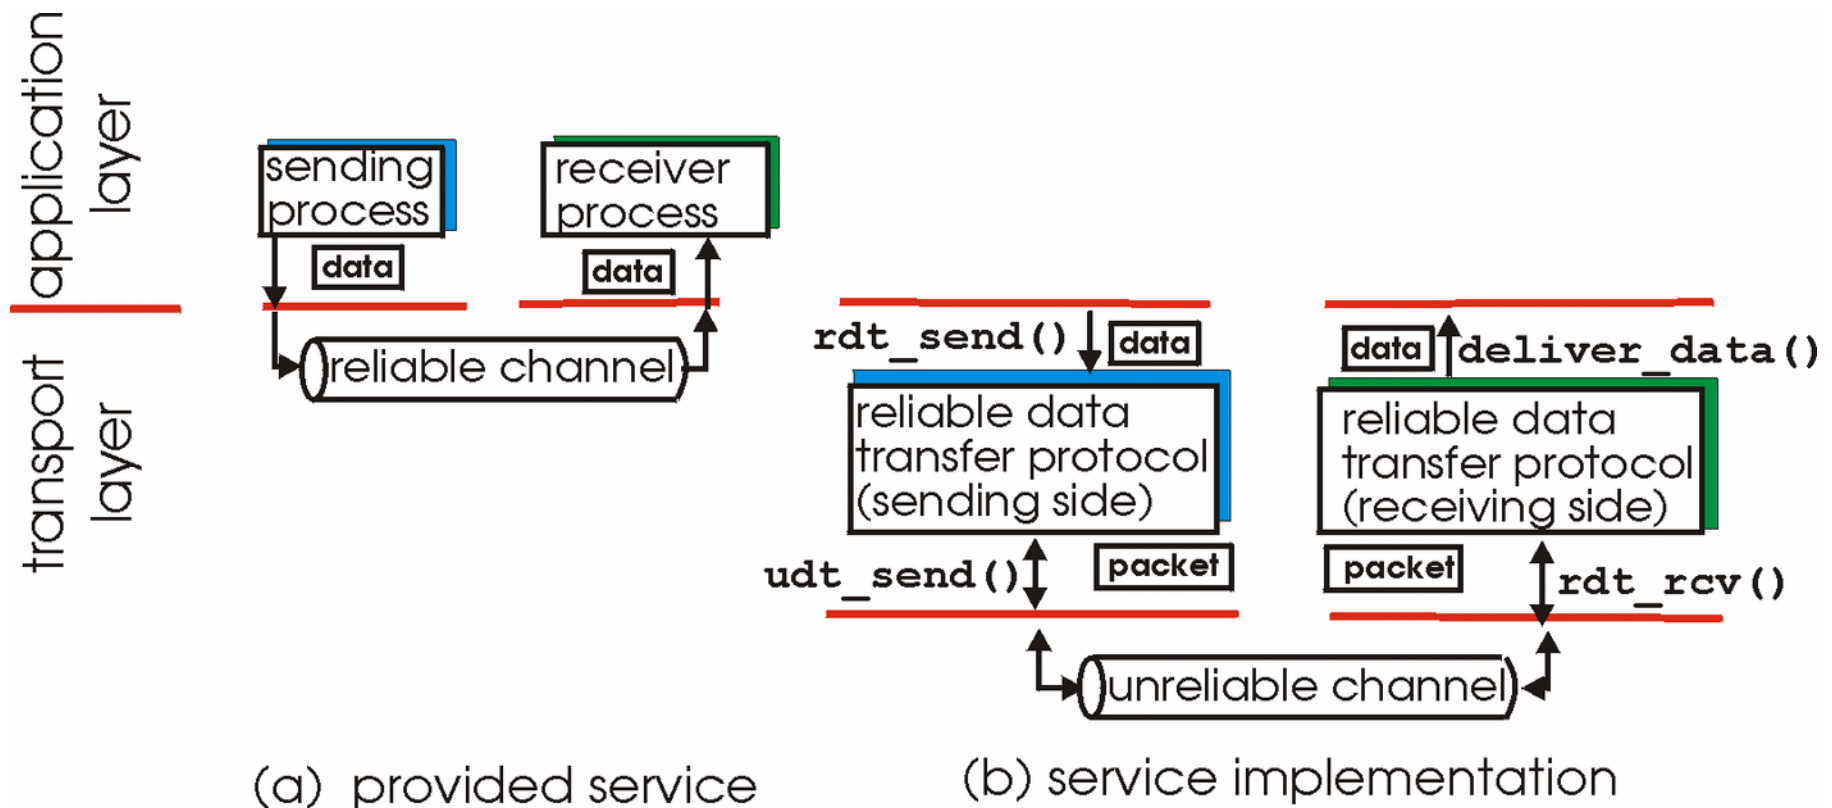 application
layer
transport
layer
sending
process
data
receiver
process
data
reliable channel
(a) provided service
rdt_send()
data
reliable data
transfer protocol
(sending side)
udt_send()
packet
data
deliver_data()
reliable data
transfer protocol
(receiving side)
packet
rdt_rcv()
unreliable channel
(b) service implementation